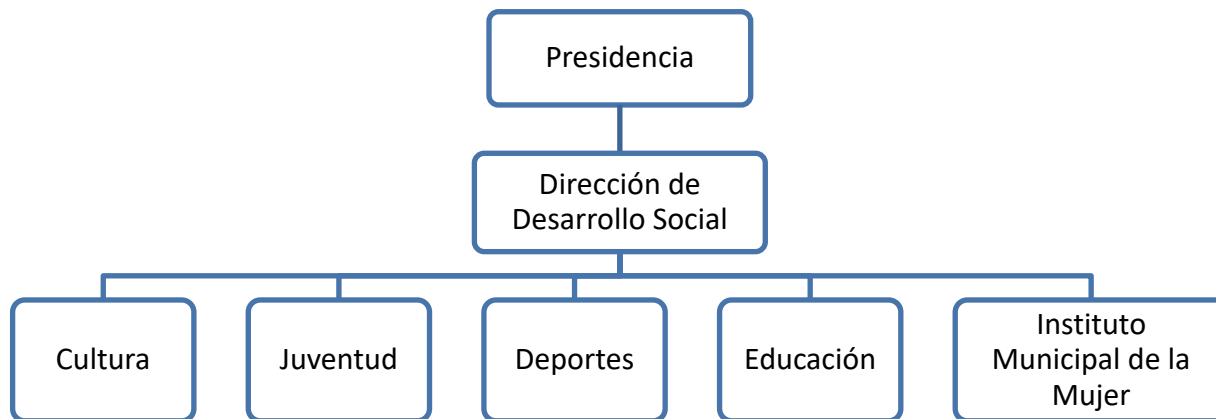 Presidencia
Dirección de
Desarrollo Social
Cultura
Juventud
Deportes
Educación
Instituto
Municipal de la
Mujer